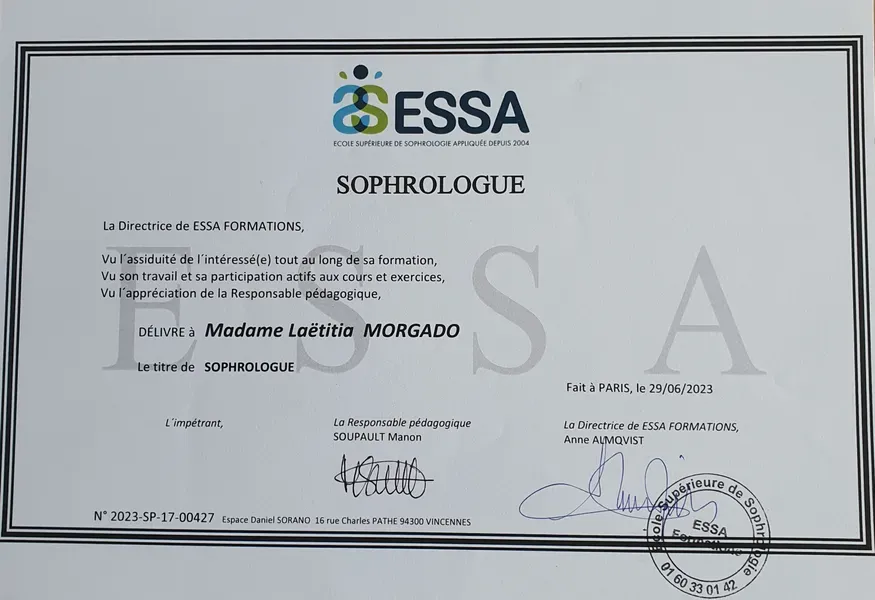 ESSA
ECOLE SUPÉRIEURE DE SOPHROLOGIE APPLIQUÉE DEPUIS 2004
SOPHROLOGUE
La Directrice de ESSA FORMATIONS,
Vu l´assiduité de l´intéressé(e) tout au long de sa formation,
Vu son travail et sa participation actifs aux cours et exercices,
Vu l´appréciation de la Responsable pédagogique,
ESSA
DÉLIVRE à Madame Laëtitia MORGADO
Le titre de SOPHROLOGUE
Fait à PARIS, le 29/06/2023
L´impétrant,
La Responsable pédagogique
SOUPAULT Manon
La Directrice de ESSA FORMATIONS,
Anne ALMQVIST
N° 2023-SP-17-00427 Espace Daniel SORANO 16 rue Charles PATHE 94300 VINCENNES
Ecole Supérieure de Sophrologie
ESSA
Formations
01 60 33 01 42